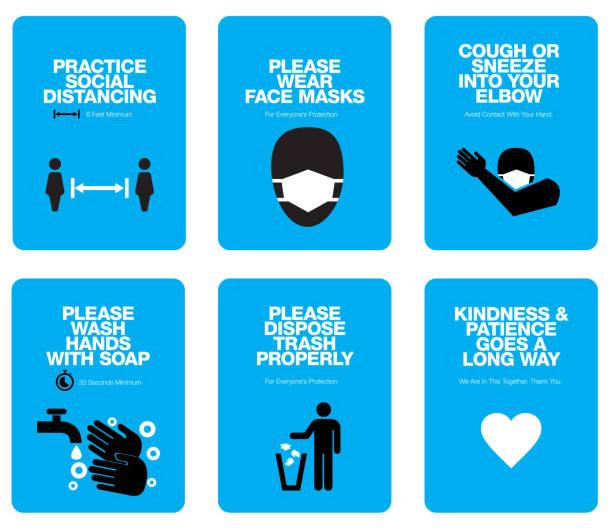 PRACTICE
SOCIAL
DISTANCING
6 Feet Minimum
PLEASE
WEAR
FACE MASKS
For Everyone's Protection
COUGH OR
SNEEZE
INTO YOUR
ELBOW
Avoid Contact With Your Hand.
PLEASE
WASH
HANDS
WITH SOAP
20 Seconds Minimum
PLEASE
DISPOSE
TRASH
PROPERLY
For Everyone's Protection
KINDNESS &
PATIENCE
GOES A
LONG WAY
We Are In This Together. Thank You.